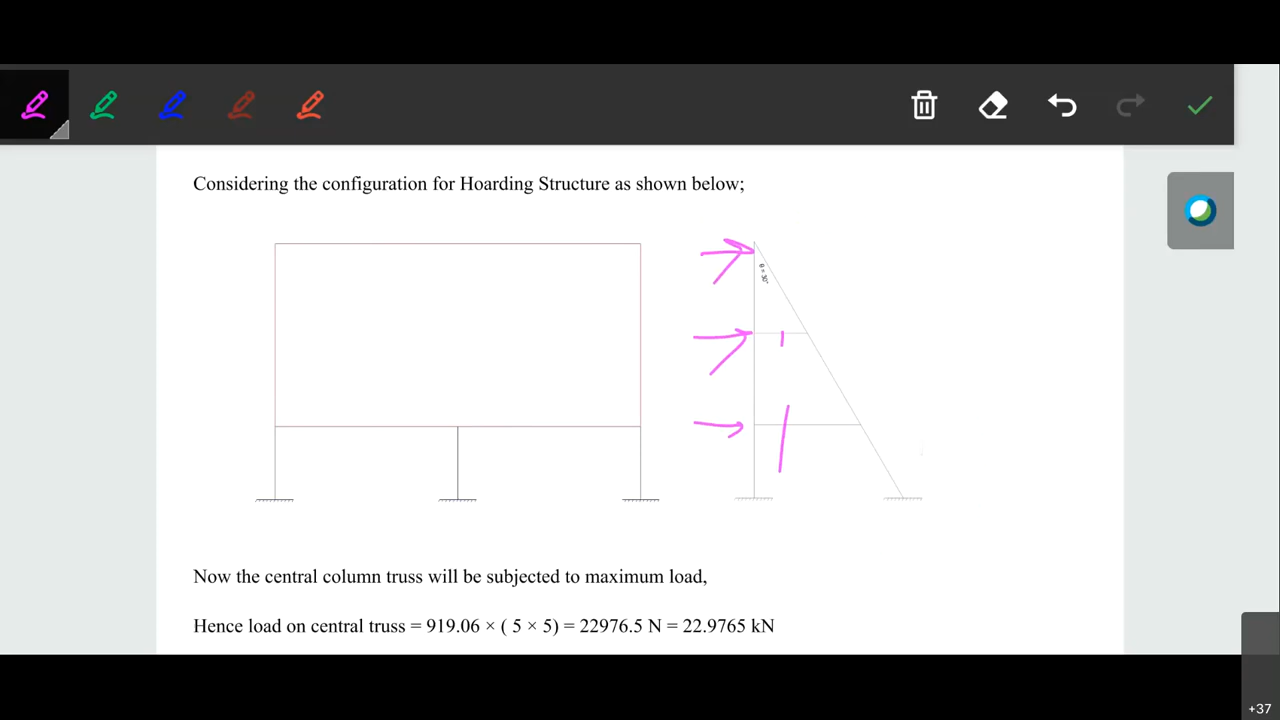 Considering the configuration for Hoarding Structure as shown below;
θ = 30°
Now the central column truss will be subjected to maximum load,
Hence load on central truss = 919.06 × ( 5 × 5) = 22976.5 N = 22.9765 kN
+37